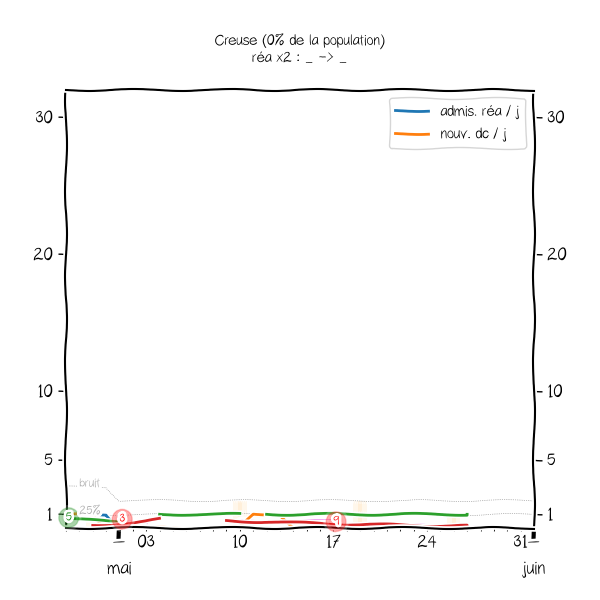 Creuse (0% de la population)
réa x2 : _ -> _
admis. réa / j
nouv. dc / j
30 30
20 20
10 10
5 5
bruit
25%
1 1
5 3 9
03 10 17 24 31
mai juin